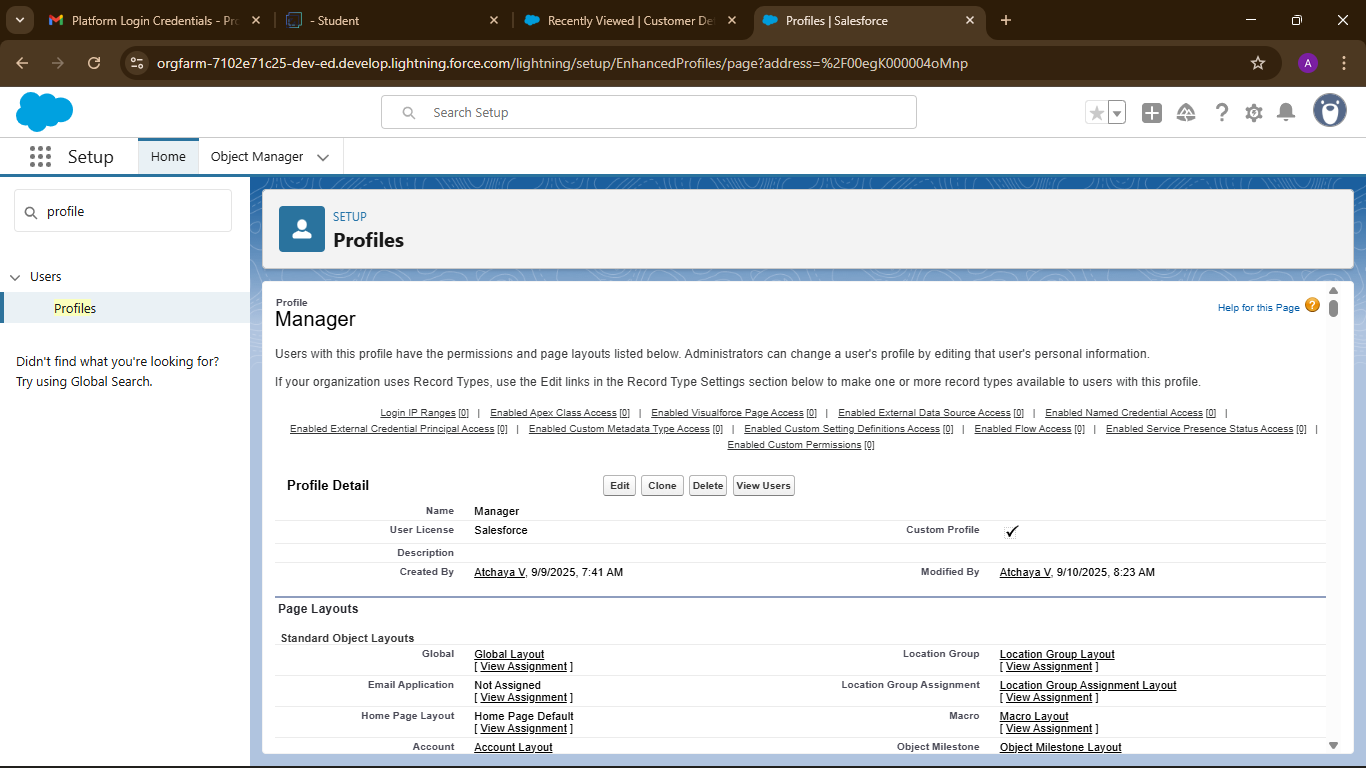 Platform Login Credentials - Pro
- Student
Recently Viewed | Customer De
Profiles | Salesforce
orgfarm-7102e71c25-dev-ed.develop.lightning.force.com/lightning/setup/EnhancedProfiles/page?address=%2F00egK000004oMnp
A
Search Setup
Setup
Home
Object Manager
profile
Users
Profiles
Didn't find what you're looking for?
Try using Global Search.
SETUP
Profiles
Profile
Manager
Help for this Page ?
Users with this profile have the permissions and page layouts listed below. Administrators can change a user's profile by editing that user's personal information.
If your organization uses Record Types, use the Edit links in the Record Type Settings section below to make one or more record types available to users with this profile.
Login IP Ranges [0] | Enabled Apex Class Access [0] | Enabled Visualforce Page Access [0] | Enabled External Data Source Access [0] | Enabled Named Credential Access [0] |
Enabled External Credential Principal Access [0] | Enabled Custom Metadata Type Access [0] | Enabled Custom Setting Definitions Access [0] | Enabled Flow Access [0] | Enabled Service Presence Status Access [0] |
Enabled Custom Permissions [0]
Profile Detail
Edit Clone Delete View Users
Name Manager
User License Salesforce Custom Profile
Description
Created By Atchaya V, 9/9/2025, 7:41 AM Modified By Atchaya V, 9/10/2025, 8:23 AM
Page Layouts
Standard Object Layouts
Global Global Layout Location Group Location Group Layout
[ View Assignment ] [ View Assignment ]
Email Application Not Assigned Location Group Assignment Location Group Assignment Layout
[ View Assignment ] [ View Assignment ]
Home Page Layout Home Page Default Macro Macro Layout
[ View Assignment ] [ View Assignment ]
Account Account Layout Object Milestone Object Milestone Layout